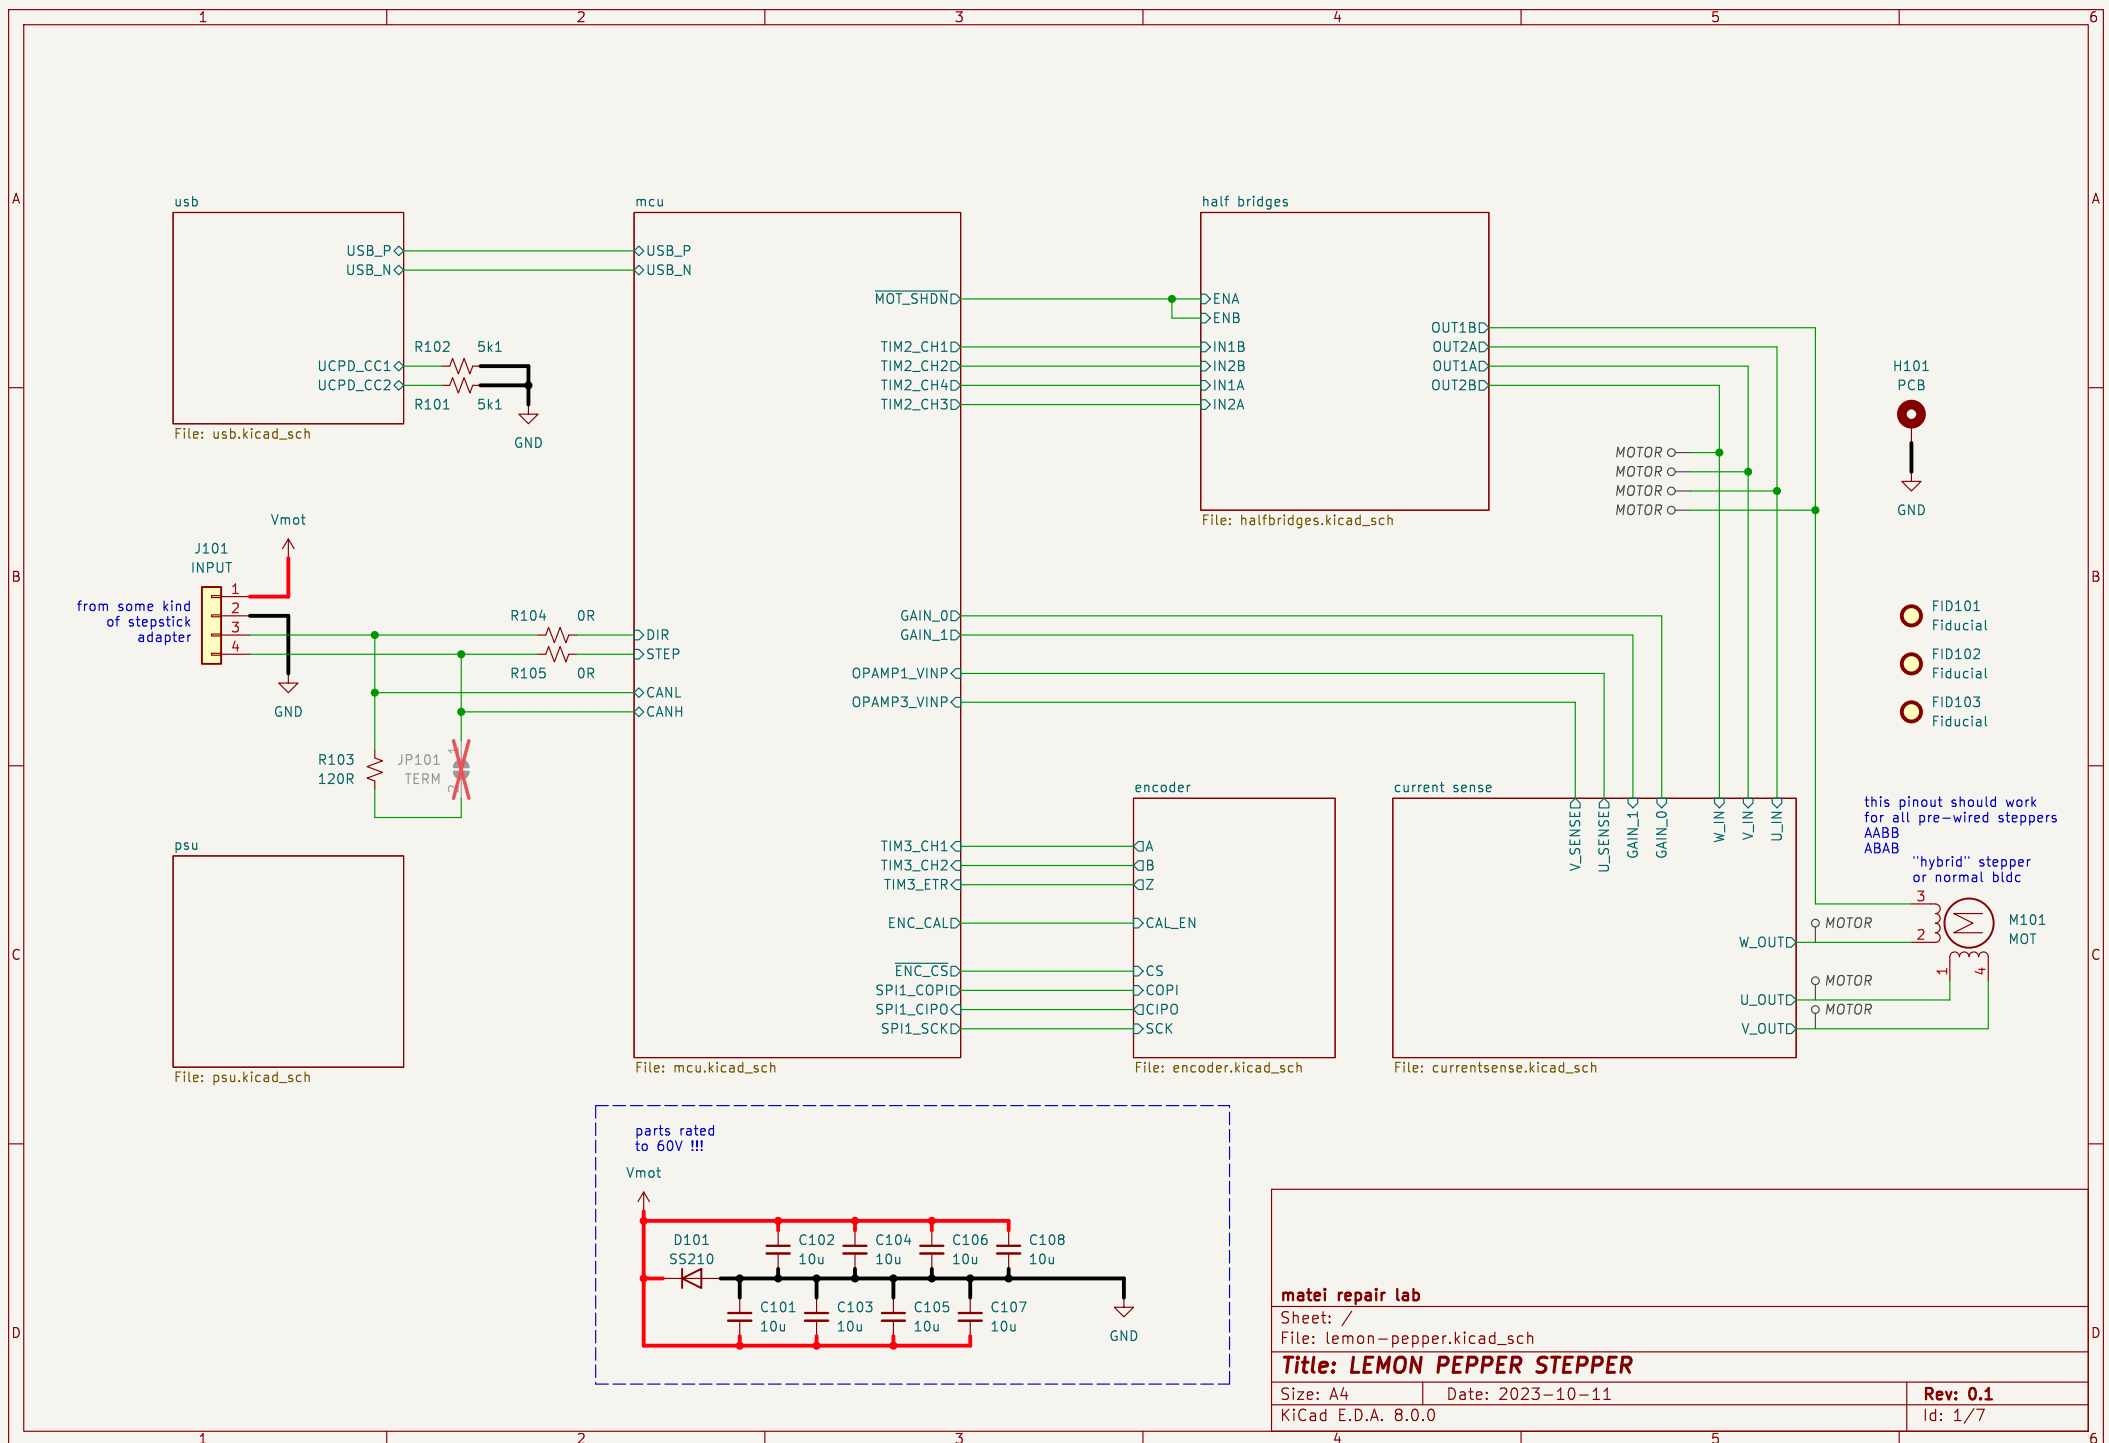 1 2 3 4 5 6
A A
B B
C C
D D
usb
USB_P
USB_N
UCPD_CC1
UCPD_CC2
File: usb.kicad_sch
R102 5k1
R101 5k1
GND
Vmot
J101
INPUT
1
2
3
4
from some kind
of stepstick
adapter
GND
R104 0R
R105 0R
R103
120R
JP101
TERM
1
2
psu
File: psu.kicad_sch
mcu
USB_P
USB_N
DIR
STEP
CANL
CANH
MOT_SHDN
TIM2_CH1
TIM2_CH2
TIM2_CH4
TIM2_CH3
GAIN_0
GAIN_1
OPAMP1_VINP
OPAMP3_VINP
TIM3_CH1
TIM3_CH2
TIM3_ETR
ENC_CAL
ENC_CS
SPI1_COPI
SPI1_CIPO
SPI1_SCK
File: mcu.kicad_sch
half bridges
ENA
ENB
IN1B
IN2B
IN1A
IN2A
OUT1B
OUT2A
OUT1A
OUT2B
File: halfbridges.kicad_sch
MOTOR
MOTOR
MOTOR
MOTOR
H101
PCB
GND
FID101
Fiducial
FID102
Fiducial
FID103
Fiducial
encoder
A
B
Z
CAL_EN
CS
COPI
CIPO
SCK
File: encoder.kicad_sch
current sense
V_SENSE
U_SENSE
GAIN_1
GAIN_0
W_IN
V_IN
U_IN
W_OUT
U_OUT
V_OUT
File: currentsense.kicad_sch
this pinout should work
for all pre-wired steppers
AABB
ABAB
"hybrid" stepper
or normal bldc
3
2
1
4
MOTOR
MOTOR
MOTOR
M101
MOT
parts rated
to 60V !!!
Vmot
D101
SS210
C102
10u
C104
10u
C106
10u
C108
10u
C101
10u
C103
10u
C105
10u
C107
10u
GND
matei repair lab
Sheet: /
File: lemon-pepper.kicad_sch
Title: LEMON PEPPER STEPPER
Size: A4 Date: 2023-10-11 Rev: 0.1
KiCad E.D.A. 8.0.0 Id: 1/7
1 2 3 4 5 6